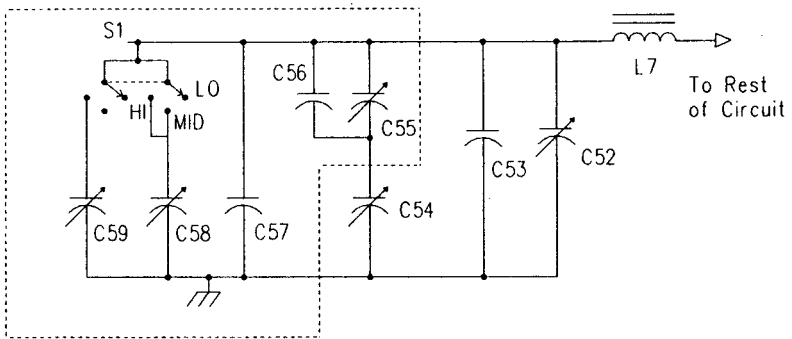 S1
C56
L7
LO
HI
MID
C55
To Rest
of Circuit
C53
C52
C59
C58
C57
C54